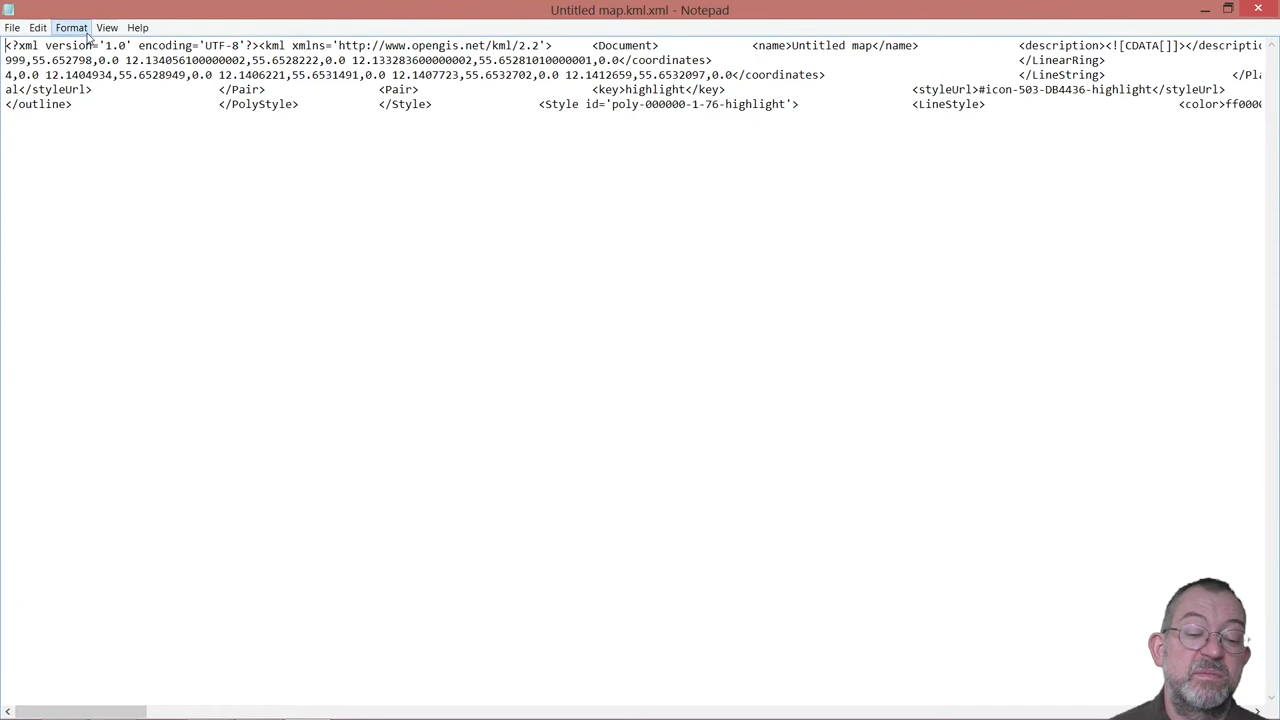 Untitled map.kml.xml - Notepad
File Edit Format View Help
<?xml version='1.0' encoding='UTF-8'?><kml xmlns='http://www.opengis.net/kml/2.2'> <Document> <name>Untitled map</name> <description><![CDATA[]]></descriptio
999,55.652798,0.0 12.134056100000002,55.6528222,0.0 12.133283600000002,55.65281010000001,0.0</coordinates> </LinearRing>
4,0.0 12.1404934,55.6528949,0.0 12.1406221,55.6531491,0.0 12.1407723,55.6532702,0.0 12.1412659,55.6532097,0.0</coordinates> </LineString> </Pla
al</styleUrl> </Pair> <Pair> <key>highlight</key> <styleUrl>#icon-503-DB4436-highlight</styleUrl>
</outline> </PolyStyle> </Style> <Style id='poly-000000-1-76-highlight'> <LineStyle> <color>ff000